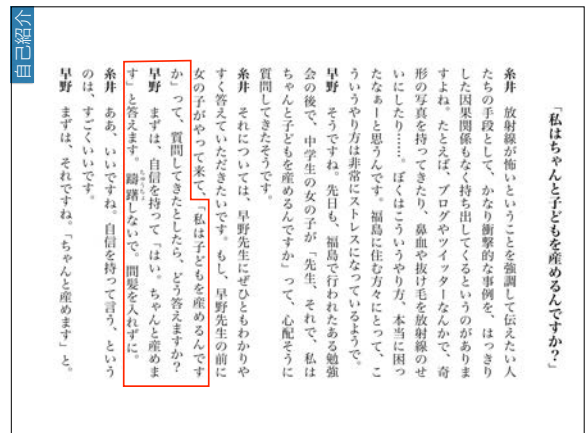 自己紹介
「私はちゃんと子どもを産めるんですか？」
糸井　放射線が怖いということを強調して伝えたい人
たちの手段として、かなり衝撃的な事例を、はっきり
した因果関係もなく持ち出してくるというのがありま
すよね。たとえば、ブログやツイッターなんかで、奇
形の写真を持ってきたり、鼻血や抜け毛を放射線のせ
いにしたり……。ぼくはこういうやり方、本当に困っ
たなぁーと思うんです。福島に住む方々にとって、こ
ういうやり方は非常にストレスになっているようで。
早野　そうですね。先日も、福島で行われたある勉強
会の後で、中学生の女の子が「先生、それで、私は
ちゃんと子どもを産めるんですか」って、心配そうに
質問してきたそうです。
糸井　それについては、早野先生にぜひともわかりや
すく答えていただきたいです。もし、早野先生の前に
女の子がやって来て、「私は子どもを産めるんです
か」って、質問してきたとしたら、どう答えますか？
早野　まずは、自信を持って「はい。ちゃんと産めま
す」と答えます。躊躇しないで。間髪を入れずに。
ちゅうちょ
糸井　ああ、いいですね。自信を持って言う、という
のは、すごくいいです。
早野　まずは、それですね。「ちゃんと産めます」と。